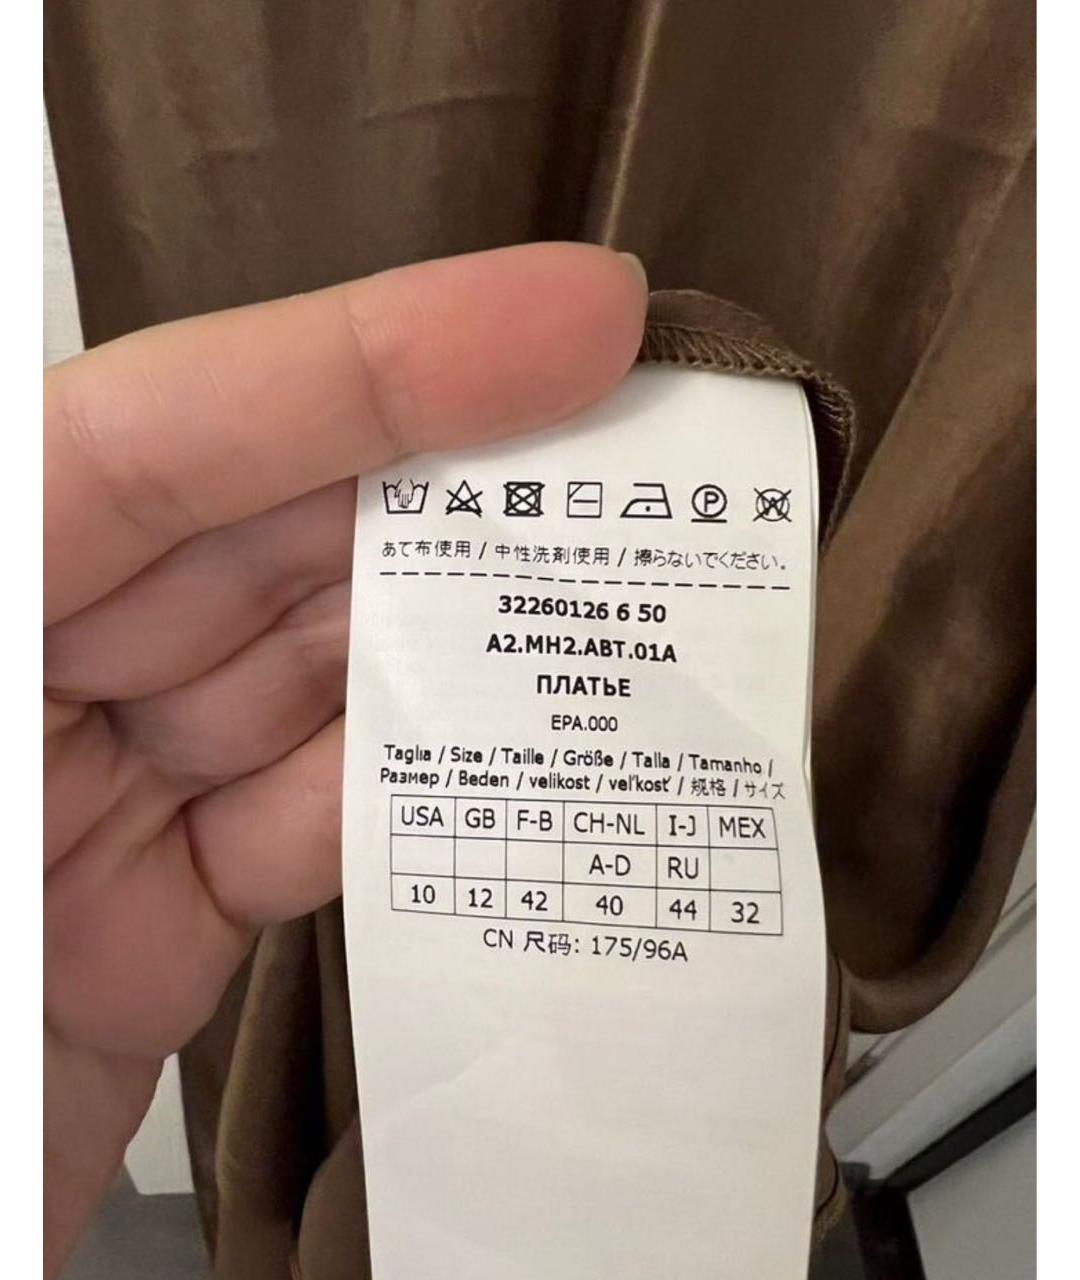 P W
あて布使用 / 中性洗剤使用 / 擦らないでください。
32260126 6 50
A2.MH2.ABT.01A
ПЛАТЬЕ
EPA.000
Taglia / Size / Taille / Größe / Talla / Tamanho /
Размер / Beden / velikost / vel'kosť / 规格 / サイズ
USA GB F-B CH-NL I-J MEX
A-D RU
10 12 42 40 44 32
CN 尺码: 175/96A